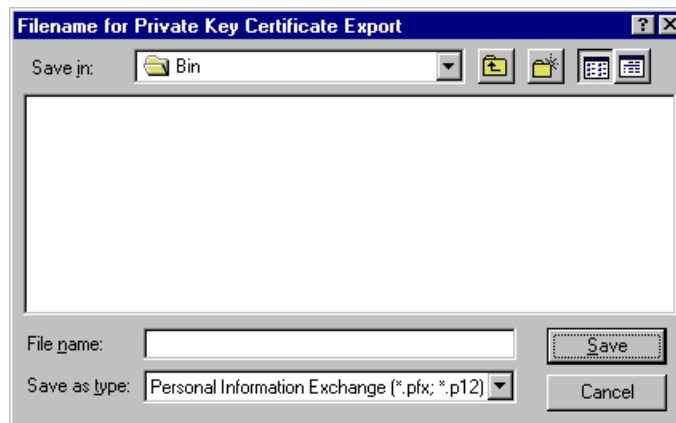 Filename for Private Key Certificate Export
Save in: Bin
File name: Save
Save as type: Personal Information Exchange (*.pfx; *.p12) Cancel